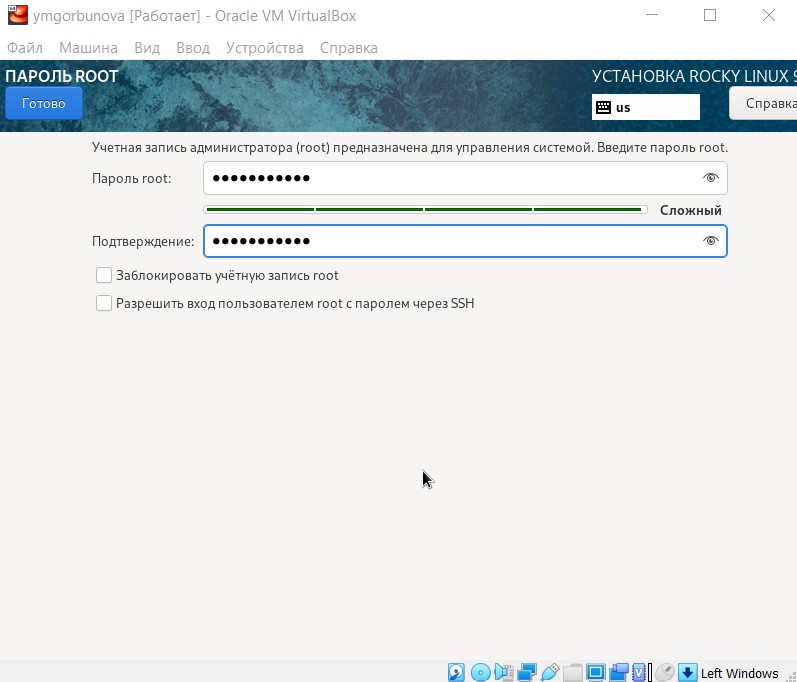 ymgorbunova [Работает] - Oracle VM VirtualBox
Файл Машина Вид Ввод Устройства Справка
ПАРОЛЬ ROOT
УСТАНОВКА ROCKY LINUX 9
Готово
us
Справка
Учетная запись администратора (root) предназначена для управления системой. Введите пароль root.
Пароль root: ●●●●●●●●●●●
Сложный
Подтверждение: ●●●●●●●●●●●
Заблокировать учётную запись root
Разрешить вход пользователем root с паролем через SSH
Left Windows